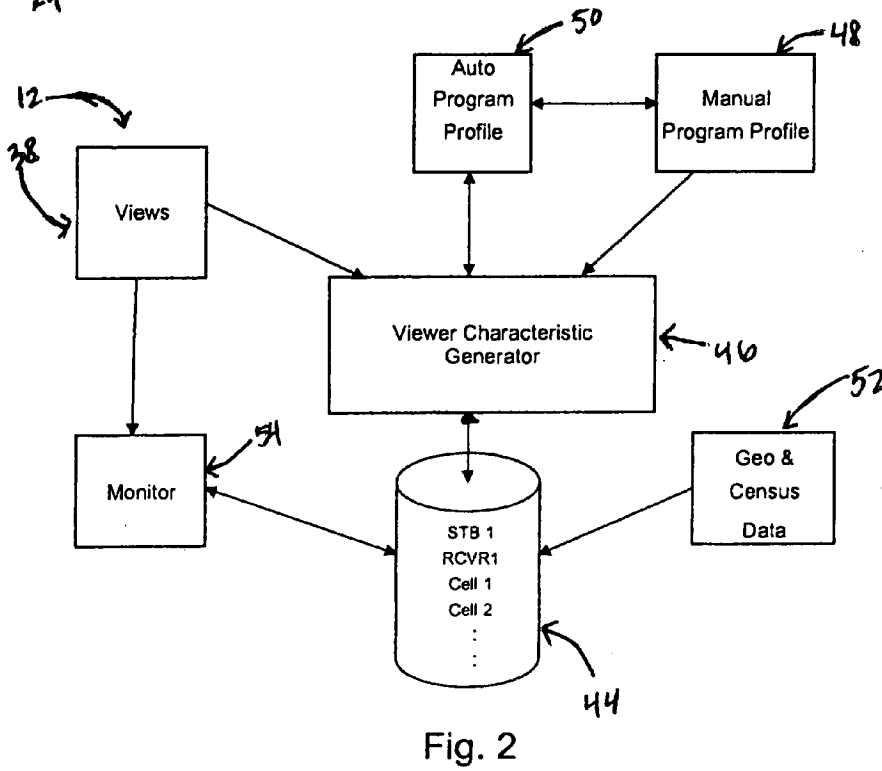 50
48
Auto
Program
Profile
Manual
Program Profile
12
38
Views
Viewer Characteristic
Generator
46
52
54
Monitor
Geo &
Census
Data
STB 1
RCVR1
Cell 1
Cell 2
44
Fig. 2